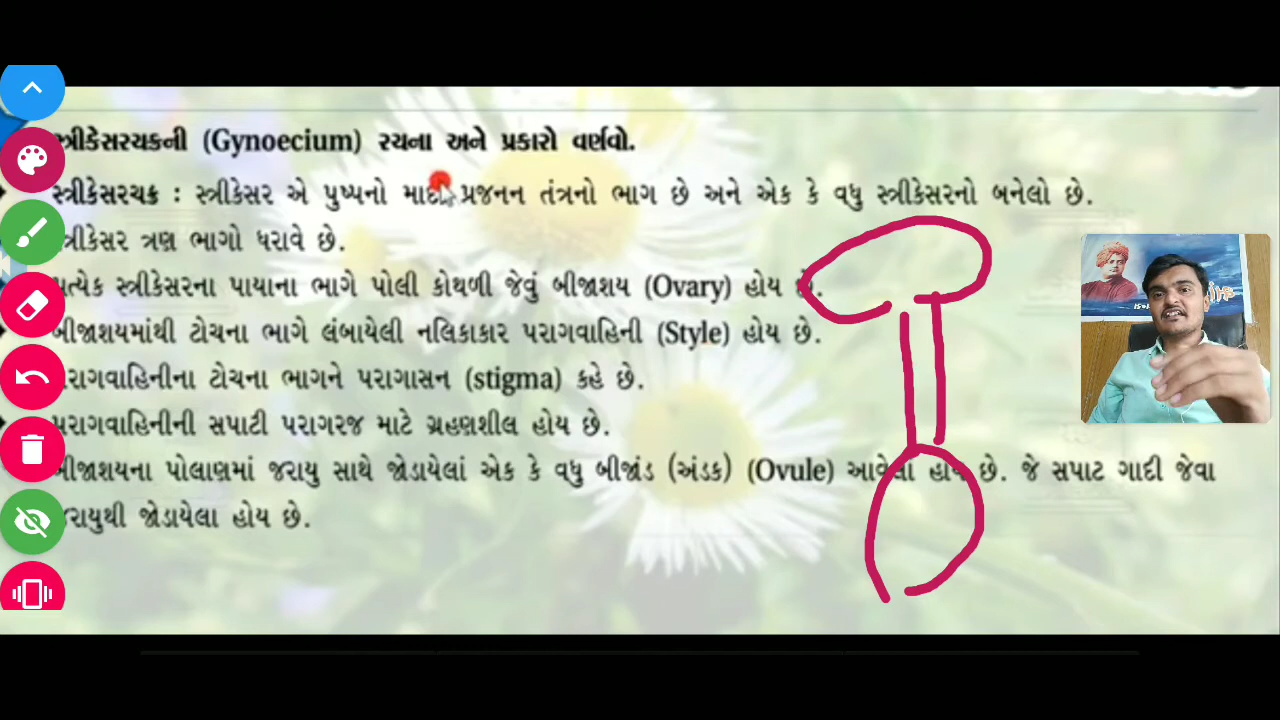 સ્ત્રીકેસરચક્રની (Gynoecium) રચના અને પ્રકારો વર્ણવો.
સ્ત્રીકેસરચક્ર : સ્ત્રીકેસર એ પુષ્પનો માદા પ્રજનન તંત્રનો ભાગ છે અને એક કે વધુ સ્ત્રીકેસરનો બનેલો છે.
સ્ત્રીકેસર ત્રણ ભાગો ધરાવે છે.
પ્રત્યેક સ્ત્રીકેસરના પાયાના ભાગે પોલી કોથળી જેવું બીજાશય (Ovary) હોય છે.
બીજાશયમાંથી ટોચના ભાગે લંબાયેલી નલિકાકાર પરાગવાહિની (Style) હોય છે.
પરાગવાહિનીના ટોચના ભાગને પરાગાસન (stigma) કહે છે.
પરાગવાહિનીની સપાટી પરાગરજ માટે ગ્રહણશીલ હોય છે.
બીજાશયના પોલાણમાં જરાયુ સાથે જોડાયેલાં એક કે વધુ બીજાંડ (અંડક) (Ovule) આવેલા હોય છે. જે સપાટ ગાદી જેવા
જરાયુથી જોડાયેલા હોય છે.